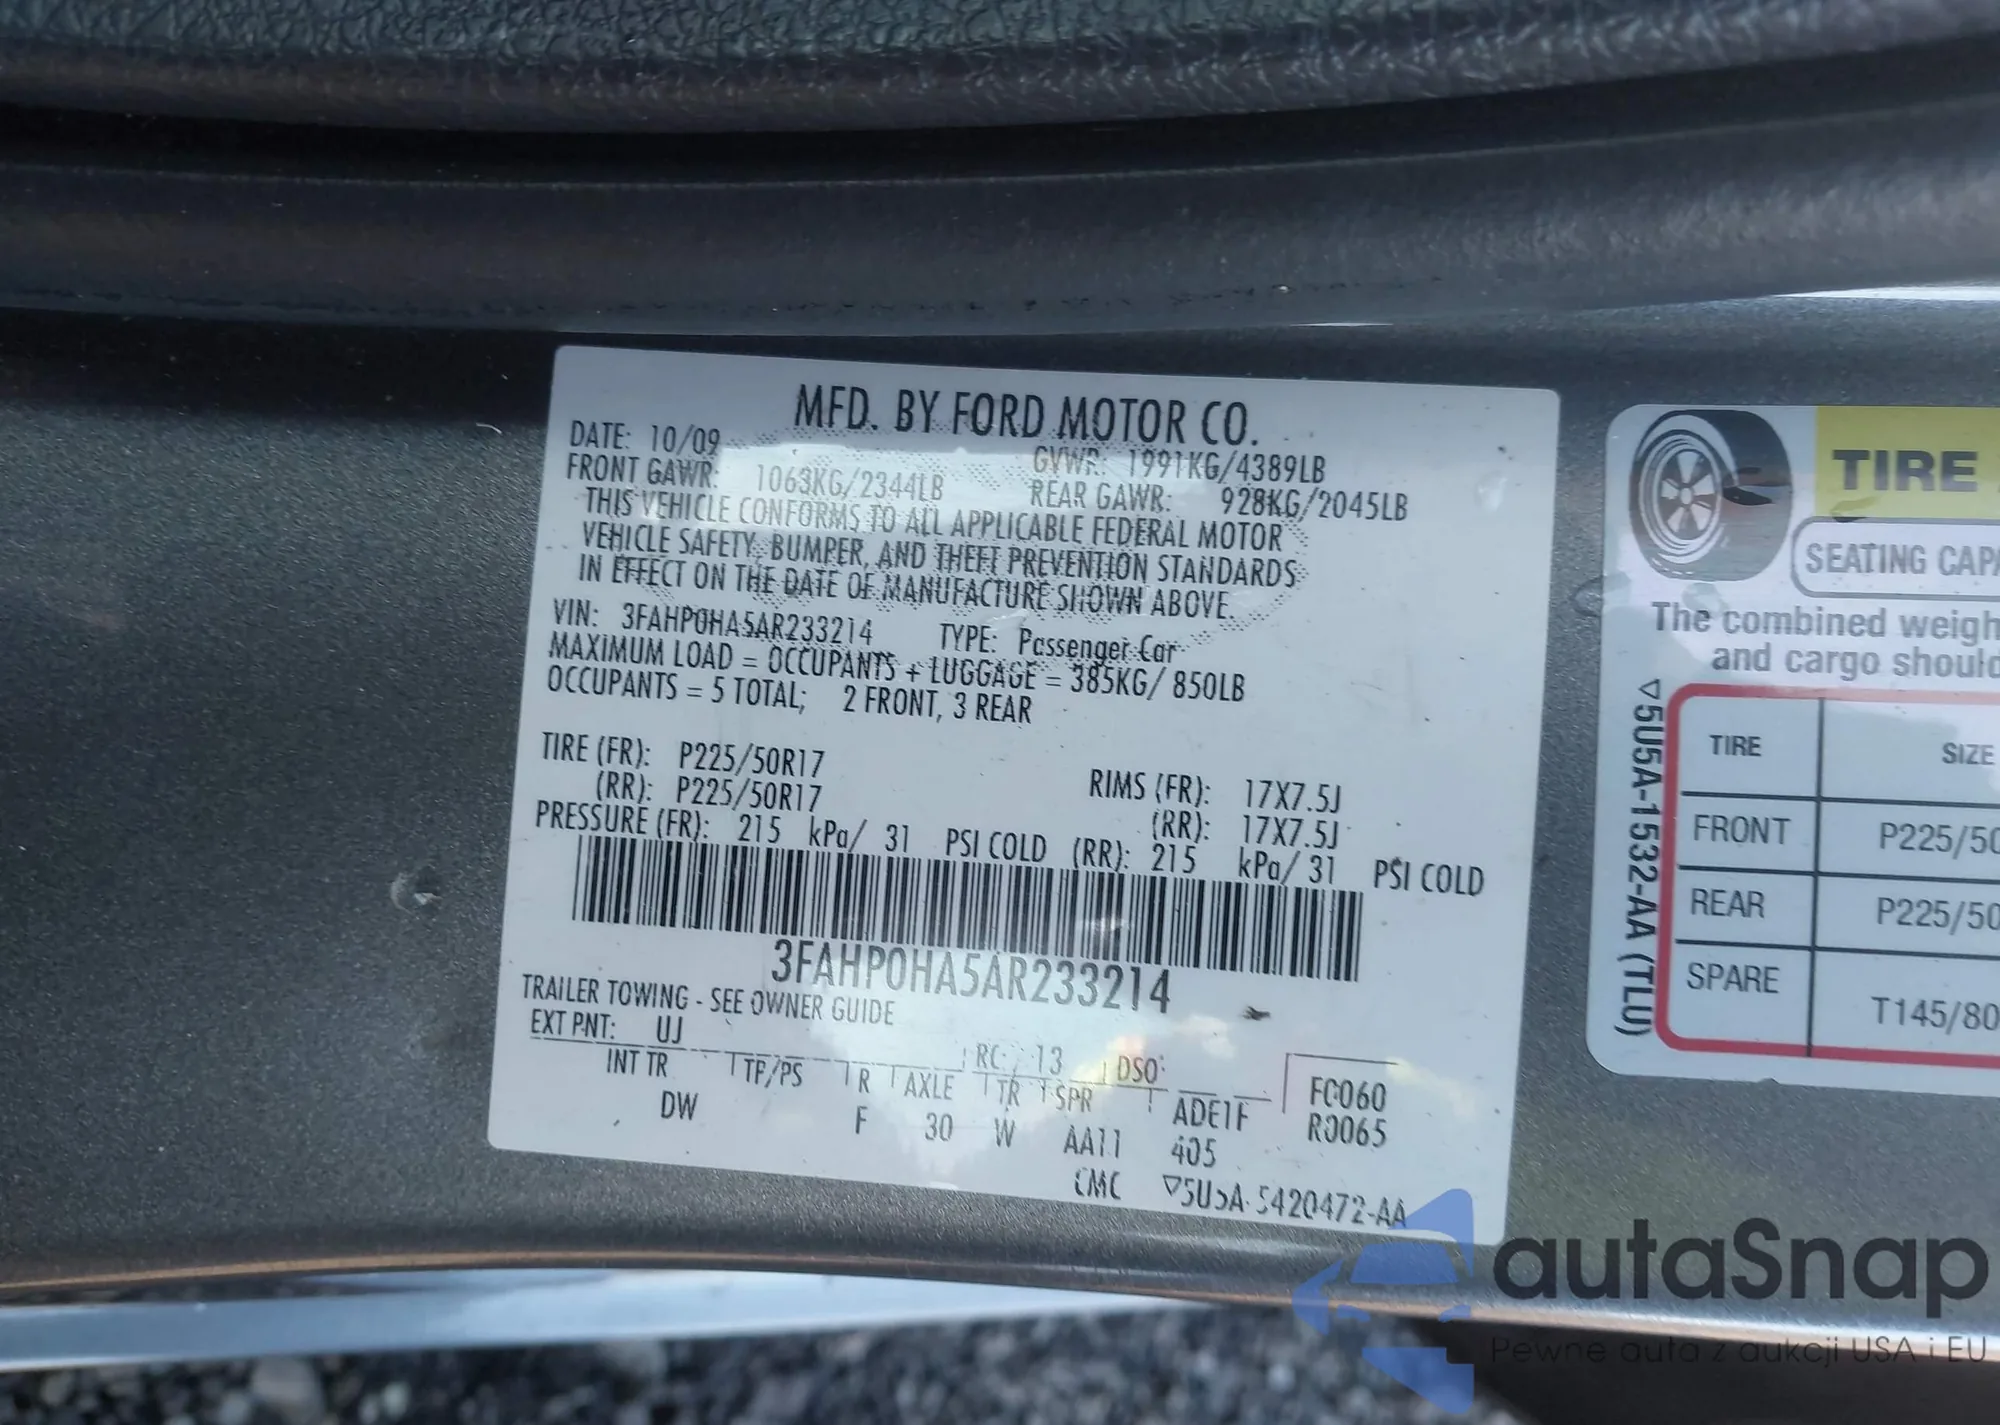 MFD. BY FORD MOTOR CO.
DATE: 10/09
GVWR: 1991KG/4389LB
FRONT GAWR: 1063KG/2344LB
REAR GAWR: 928KG/2045LB
THIS VEHICLE CONFORMS TO ALL APPLICABLE FEDERAL MOTOR
VEHICLE SAFETY, BUMPER, AND THEFT PREVENTION STANDARDS
IN EFFECT ON THE DATE OF MANUFACTURE SHOWN ABOVE.
VIN: 3FAHP0HA5AR233214 TYPE: Passenger Car
MAXIMUM LOAD = OCCUPANTS + LUGGAGE = 385KG/ 850LB
OCCUPANTS = 5 TOTAL; 2 FRONT, 3 REAR
TIRE (FR): P225/50R17 RIMS (FR): 17X7.5J
(RR): P225/50R17 (RR): 17X7.5J
PRESSURE (FR): 215 kPa/ 31 PSI COLD (RR): 215 kPa/ 31 PSI COLD
3FAHP0HA5AR233214
TRAILER TOWING - SEE OWNER GUIDE
EXT PNT: UJ RC: 13 DSO:
INT TR TP/PS R AXLE TR SPR ADE1F F0060
DW F 30 W AA11 405 R0065
CMC ▽5U5A-5420472-AA
TIRE
SEATING CAPA
The combined weigh
and cargo should
▽5U5A-1532-AA (TLU)
TIRE SIZE
FRONT P225/50
REAR P225/50
SPARE T145/80
autaSnap
Pewne auta z aukcji USA i EU